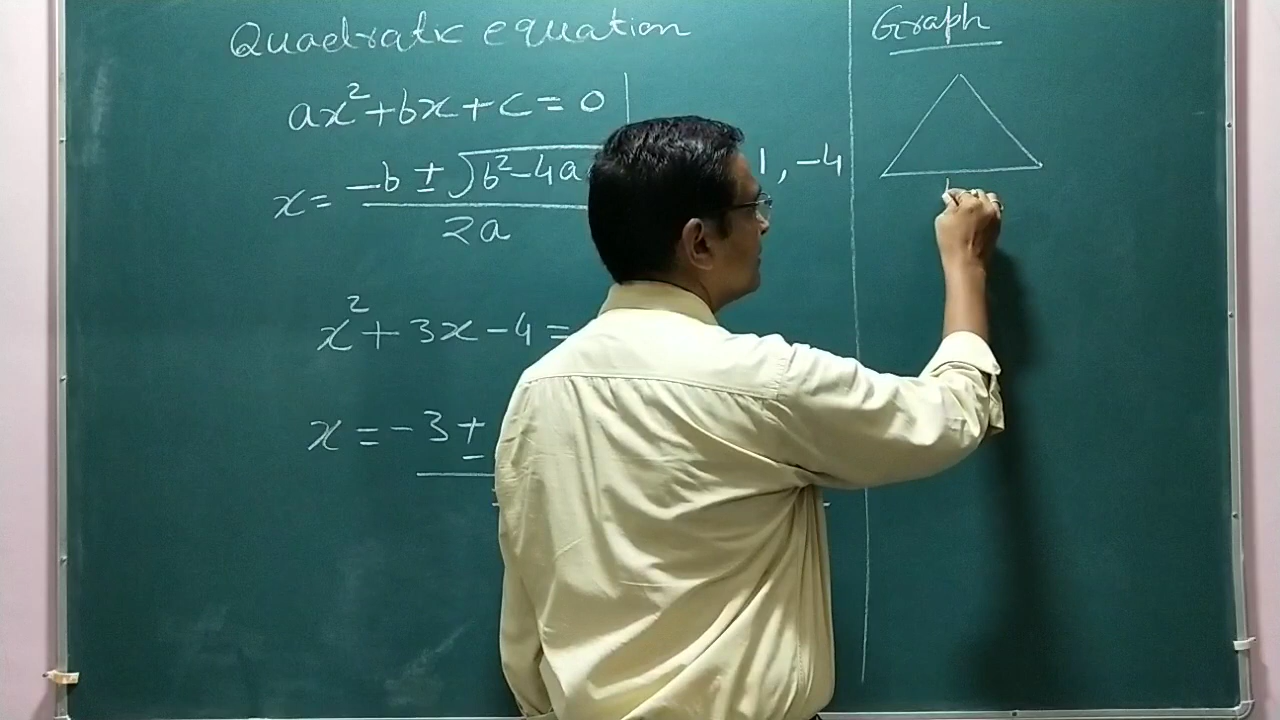 Quadratic equation
ax²+bx+c=0
x= -b ± √b²-4a
2a
1, -4
x²+3x-4=
x=-3±
Graph